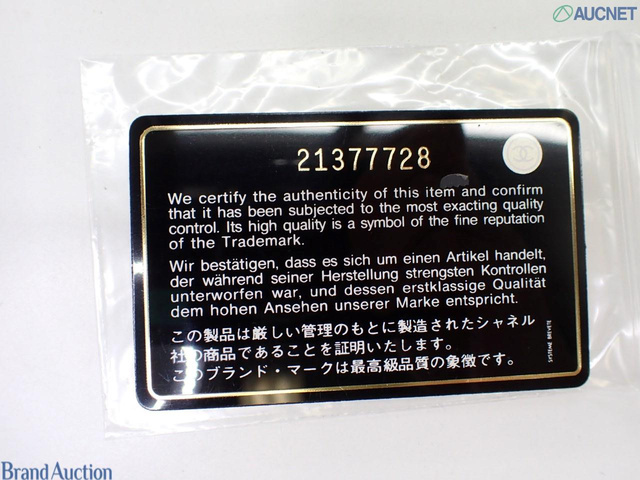 AUCNET
21377728
We certify the authenticity of this item and confirm
that it has been subjected to the most exacting quality
control. Its high quality is a symbol of the fine reputation
of the Trademark.
Wir bestätigen, dass es sich um einen Artikel handelt,
der während seiner Herstellung strengsten Kontrollen
unterworfen war, und dessen erstklassige Qualität
dem hohen Ansehen unserer Marke entspricht.
この製品は厳しい管理のもとに製造されたシャネル
社の商品であることを証明いたします。
このブランド・マークは最高級品質の象徴です。
SYSTEME BREVETE
Brand Auction